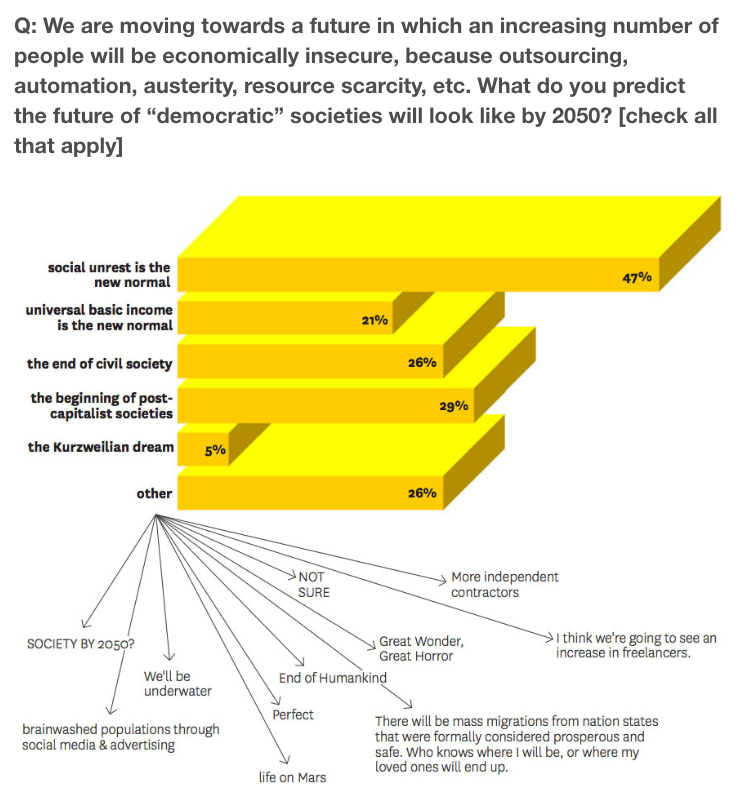 Q: We are moving towards a future in which an increasing number of
people will be economically insecure, because outsourcing,
automation, austerity, resource scarcity, etc. What do you predict
the future of “democratic” societies will look like by 2050? [check all
that apply]
social unrest is the
new normal
47%
universal basic income
is the new normal
21%
the end of civil society
26%
the beginning of post-
capitalist societies
29%
the Kurzweilian dream
5%
other
26%
NOT
SURE
More independent
contractors
SOCIETY BY 2050?
Great Wonder,
Great Horror
I think we're going to see an
increase in freelancers.
We'll be
underwater
End of Humankind
Perfect
brainwashed populations through
social media & advertising
There will be mass migrations from nation states
that were formally considered prosperous and
safe. Who knows where I will be, or where my
loved ones will end up.
life on Mars